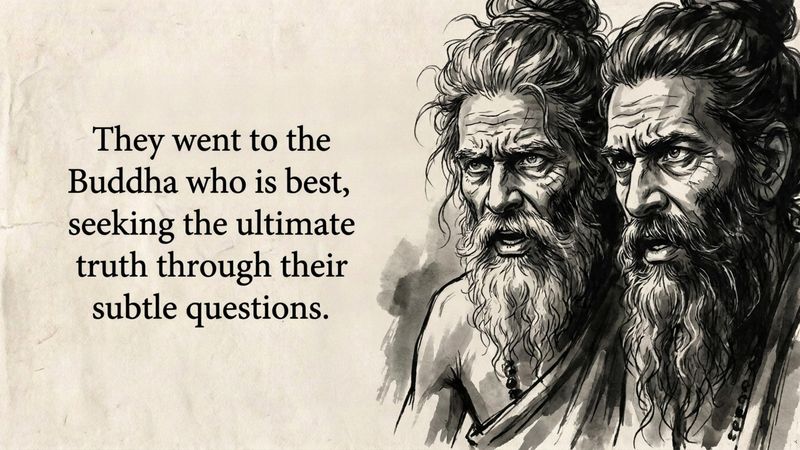 They went to the
Buddha who is best,
seeking the ultimate
truth through their
subtle questions.